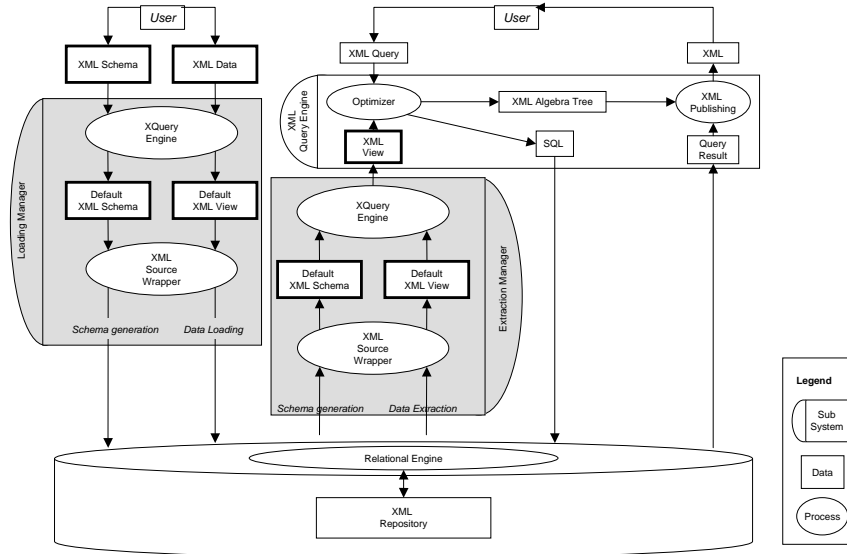 User
XML Schema
XML Data
Loading Manager
XQuery
Engine
Default
XML Schema
Default
XML View
XML
Source
Wrapper
Schema generation
Data Loading
User
XML Query
XML
XML
Query Engine
Optimizer
XML Algebra Tree
XML
Publishing
XML
View
SQL
Query
Result
XQuery
Engine
Default
XML Schema
Default
XML View
Extraction Manager
XML
Source
Wrapper
Schema generation
Data Extraction
Relational Engine
XML
Repository
Legend
Sub
System
Data
Process